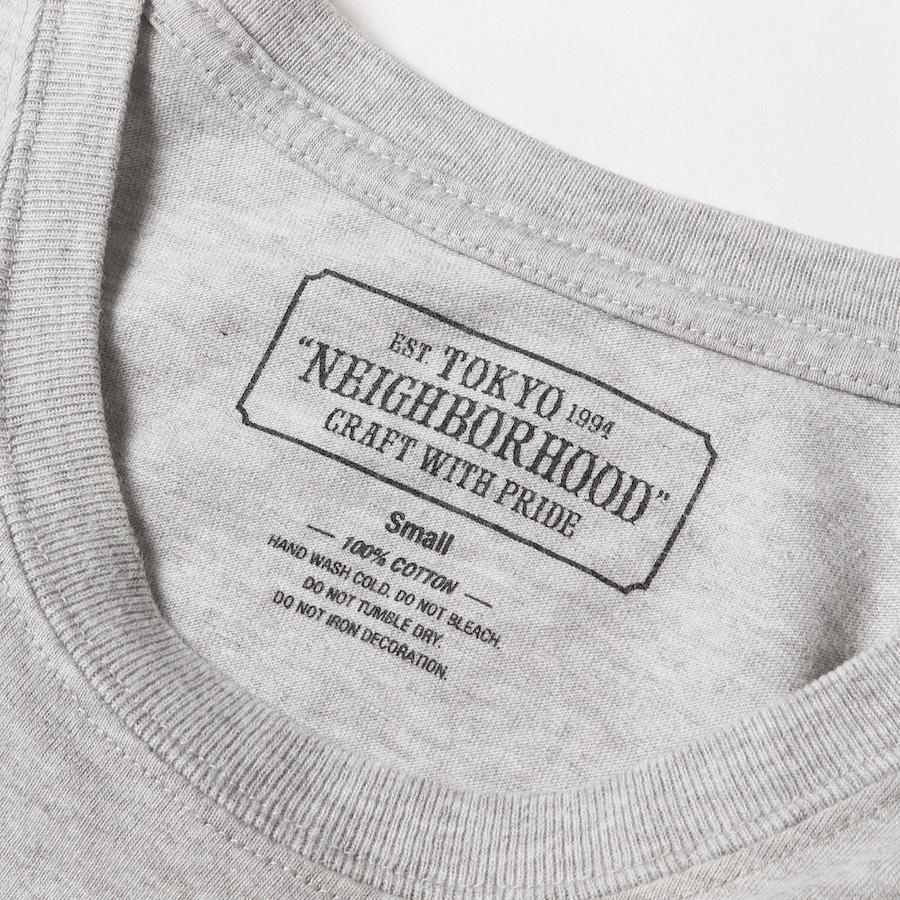 EST. TOKYO 1994
“NEIGHBORHOOD”
CRAFT WITH PRIDE
Small
— 100% COTTON —
HAND WASH COLD. DO NOT BLEACH.
DO NOT TUMBLE DRY.
DO NOT IRON DECORATION.